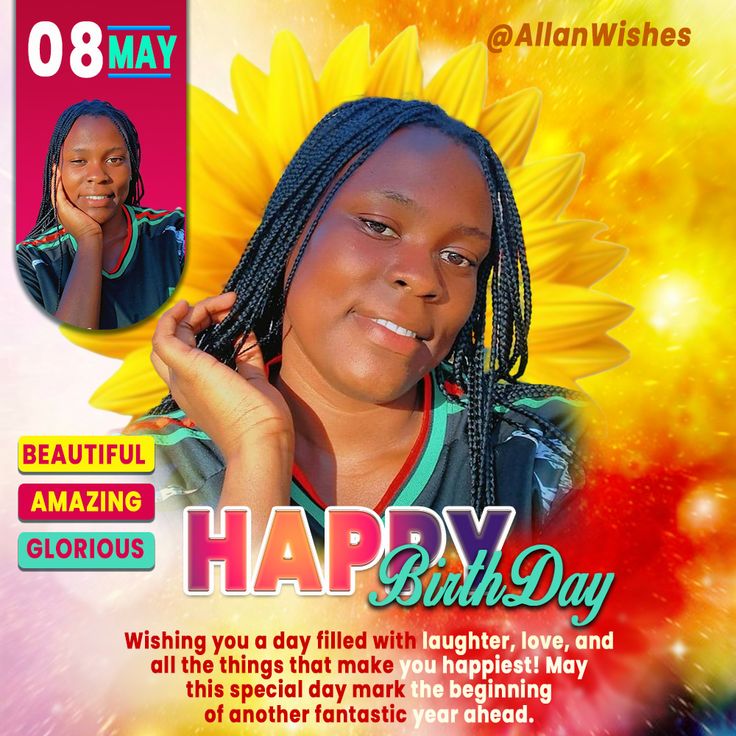 08 MAY
@AllanWishes
BEAUTIFUL
AMAZING
GLORIOUS
HAPPY
BirthDay
Wishing you a day filled with laughter, love, and
all the things that make you happiest! May
this special day mark the beginning
of another fantastic year ahead.